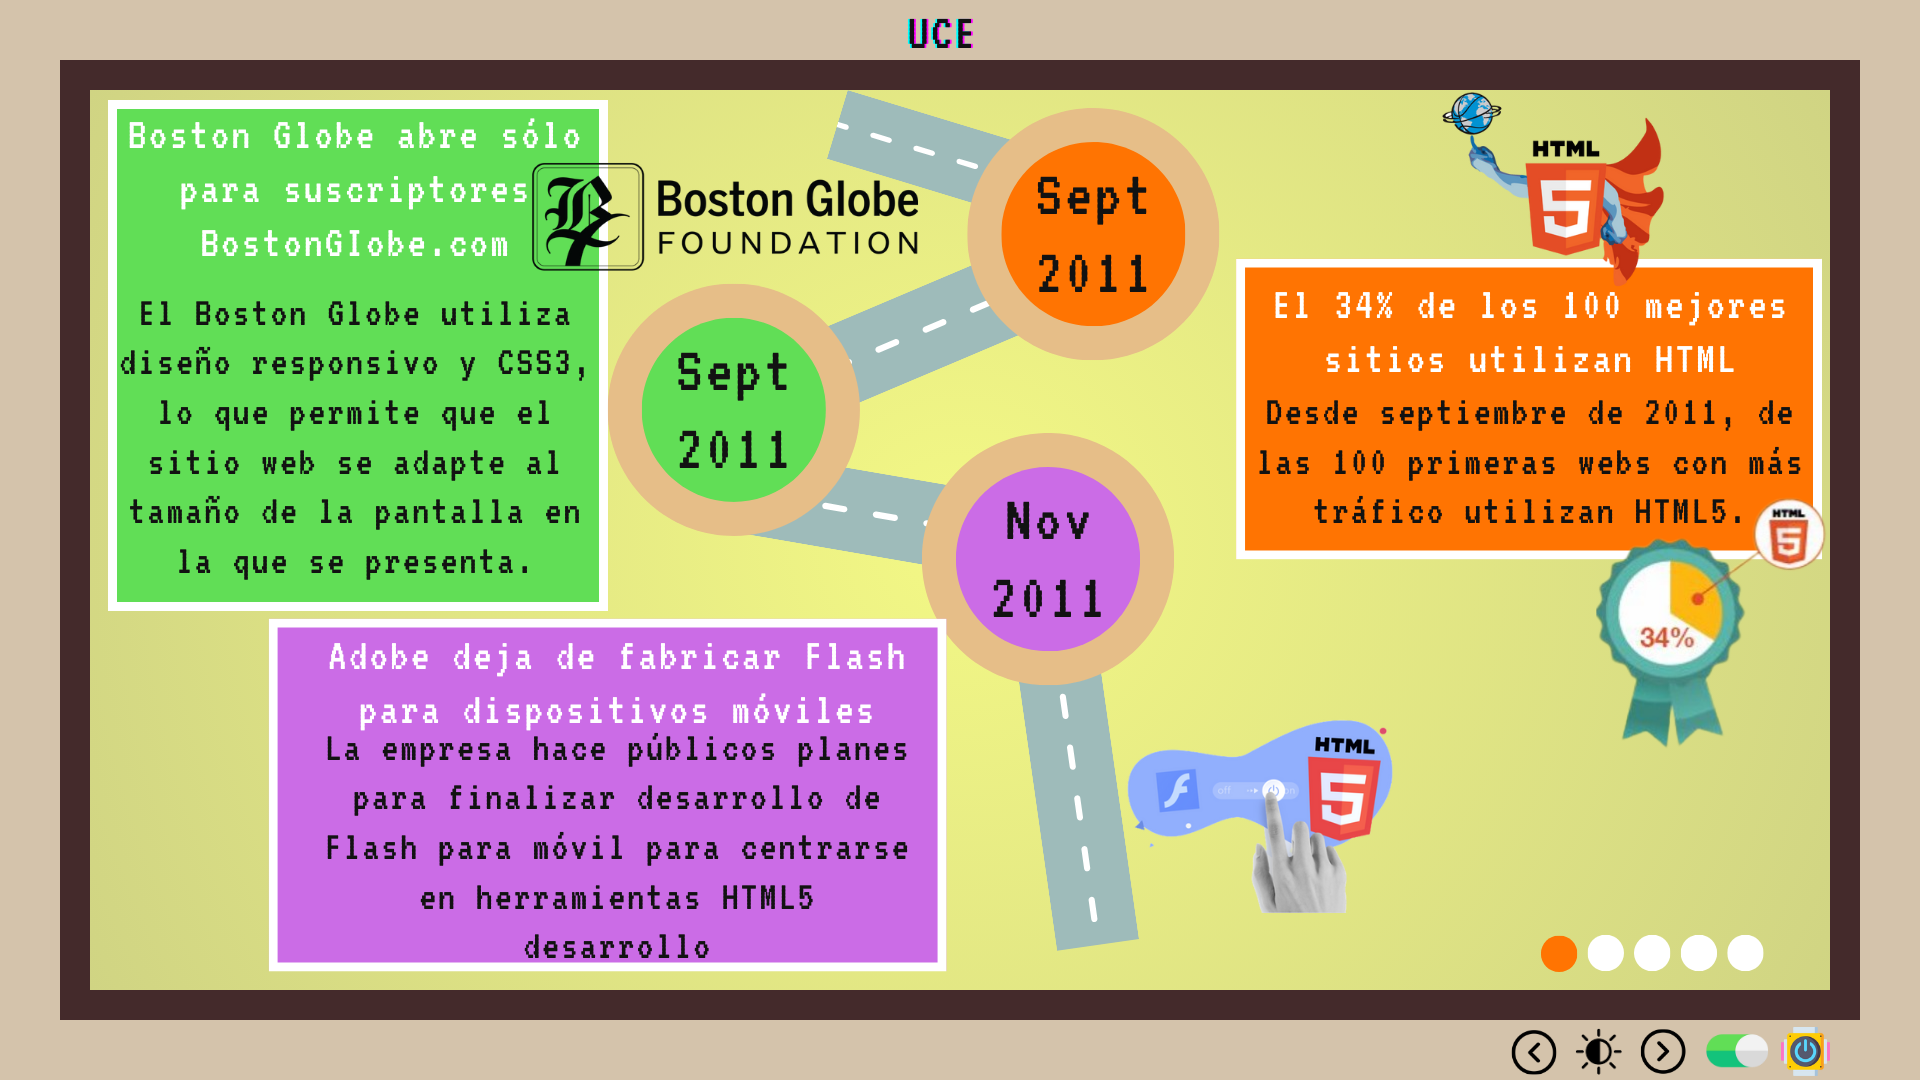 UCE
Boston Globe abre sólo
para suscriptores
BostonGIobe.com
El Boston Globe utiliza
diseño responsivo y CSS3,
lo que permite que el
sitio web se adapte al
tamaño de la pantalla en
la que se presenta.
Boston Globe
FOUNDATION
Sept
2011
Sept
2011
Nov
2011
HTML
5
El 34% de los 100 mejores
sitios utilizan HTML
Desde septiembre de 2011, de
las 100 primeras webs con más
tráfico utilizan HTML5.
HTML
5
34%
Adobe deja de fabricar Flash
para dispositivos móviles
La empresa hace públicos planes
para finalizar desarrollo de
Flash para móvil para centrarse
en herramientas HTML5
desarrollo
HTML
5
off
on